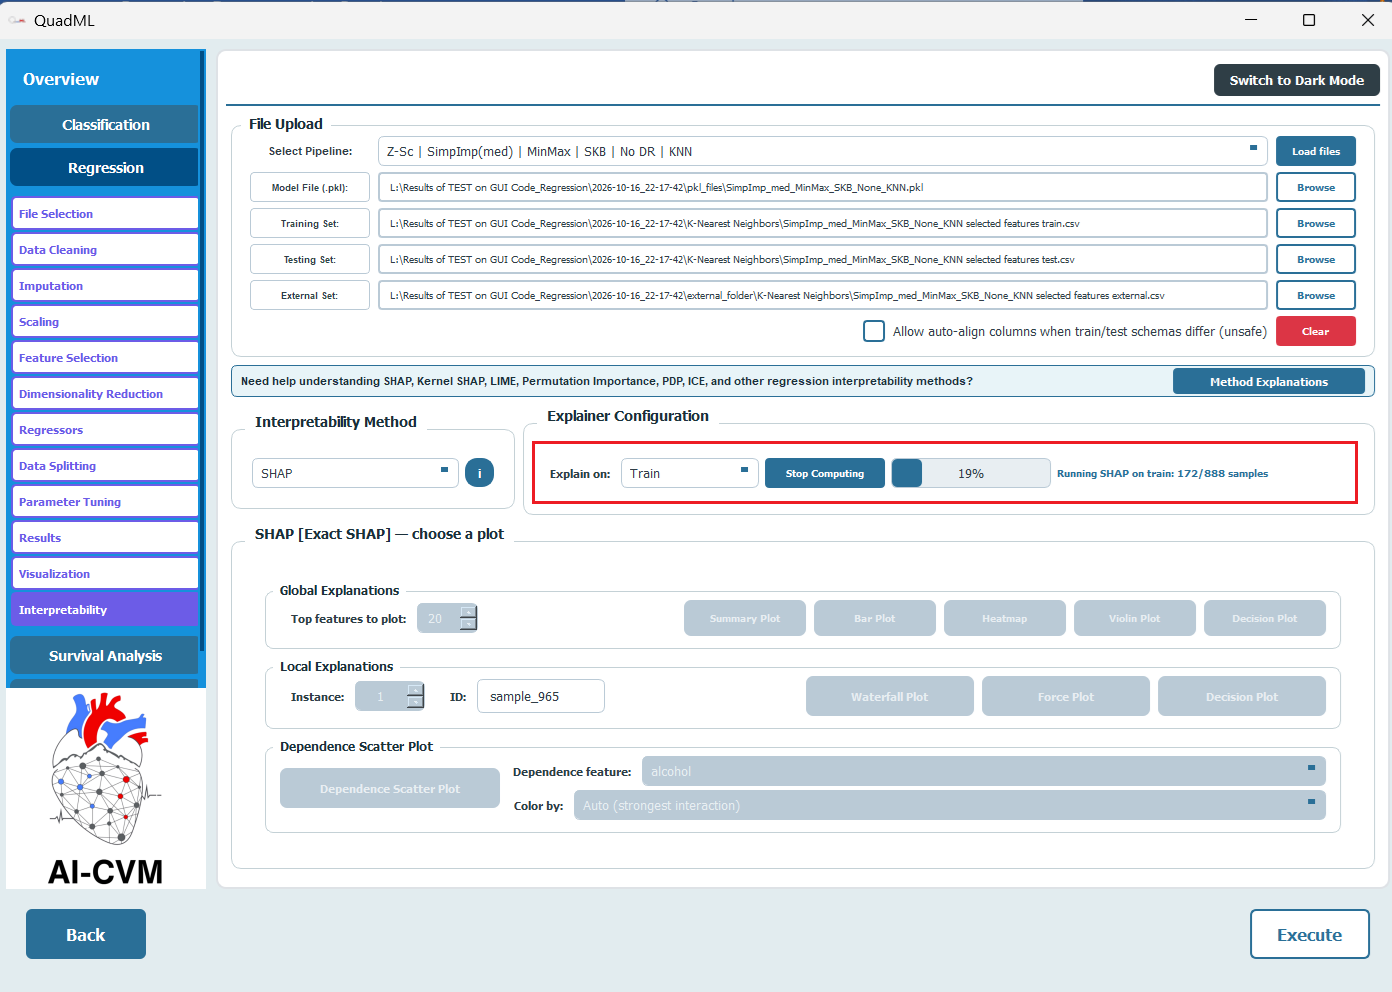 QuadML
Overview
Classification
Regression
File Selection
Data Cleaning
Imputation
Scaling
Feature Selection
Dimensionality Reduction
Regressors
Data Splitting
Parameter Tuning
Results
Visualization
Interpretability
Survival Analysis
AI-CVM
Back
Switch to Dark Mode
File Upload
Select Pipeline: Z-Sc | SimpImp(med) | MinMax | SKB | No DR | KNN Load files
Model File (.pkl): L:\Results of TEST on GUI Code_Regression\2026-10-16_22-17-42\pkl_files\SimpImp_med_MinMax_SKB_None_KNN.pkl Browse
Training Set: L:\Results of TEST on GUI Code_Regression\2026-10-16_22-17-42\K-Nearest Neighbors\SimpImp_med_MinMax_SKB_None_KNN selected features train.csv Browse
Testing Set: L:\Results of TEST on GUI Code_Regression\2026-10-16_22-17-42\K-Nearest Neighbors\SimpImp_med_MinMax_SKB_None_KNN selected features test.csv Browse
External Set: L:\Results of TEST on GUI Code_Regression\2026-10-16_22-17-42\external_folder\K-Nearest Neighbors\SimpImp_med_MinMax_SKB_None_KNN selected features external.csv Browse
Allow auto-align columns when train/test schemas differ (unsafe) Clear
Need help understanding SHAP, Kernel SHAP, LIME, Permutation Importance, PDP, ICE, and other regression interpretability methods? Method Explanations
Interpretability Method
SHAP i
Explainer Configuration
Explain on: Train Stop Computing 19% Running SHAP on train: 172/888 samples
SHAP [Exact SHAP] — choose a plot
Global Explanations
Top features to plot: 20 Summary Plot Bar Plot Heatmap Violin Plot Decision Plot
Local Explanations
Instance: 1 ID: sample_965 Waterfall Plot Force Plot Decision Plot
Dependence Scatter Plot
Dependence Scatter Plot
Dependence feature: alcohol
Color by: Auto (strongest interaction)
Execute